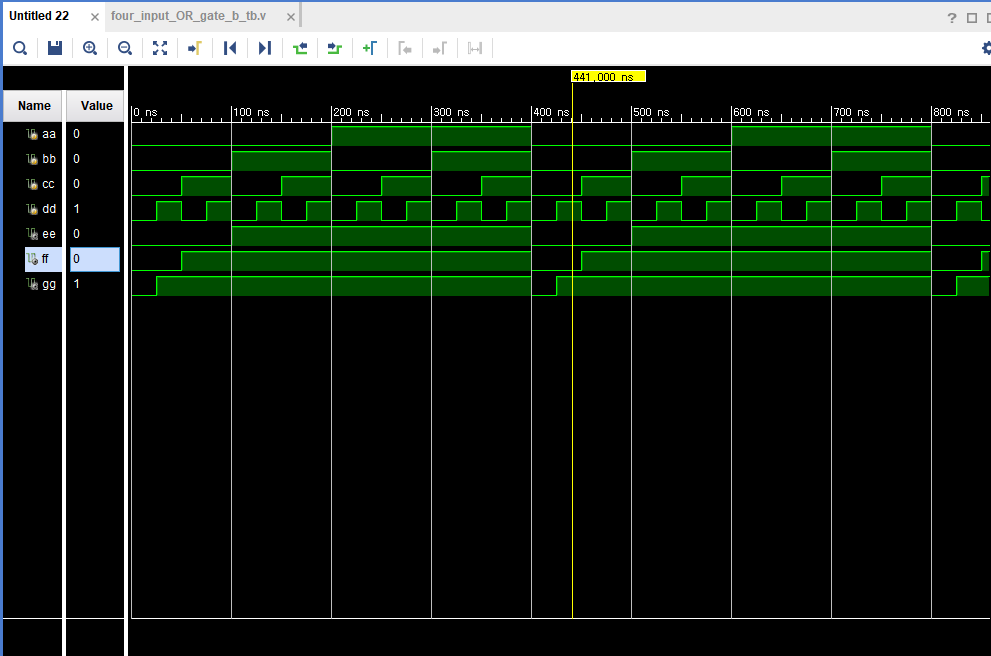 Untitled 22
four_input_OR_gate_b_tb.v
?
441,000 ns
Name Value
0 ns 100 ns 200 ns 300 ns 400 ns 500 ns 600 ns 700 ns 800 ns
aa 0
bb 0
cc 0
dd 1
ee 0
ff 0
gg 1